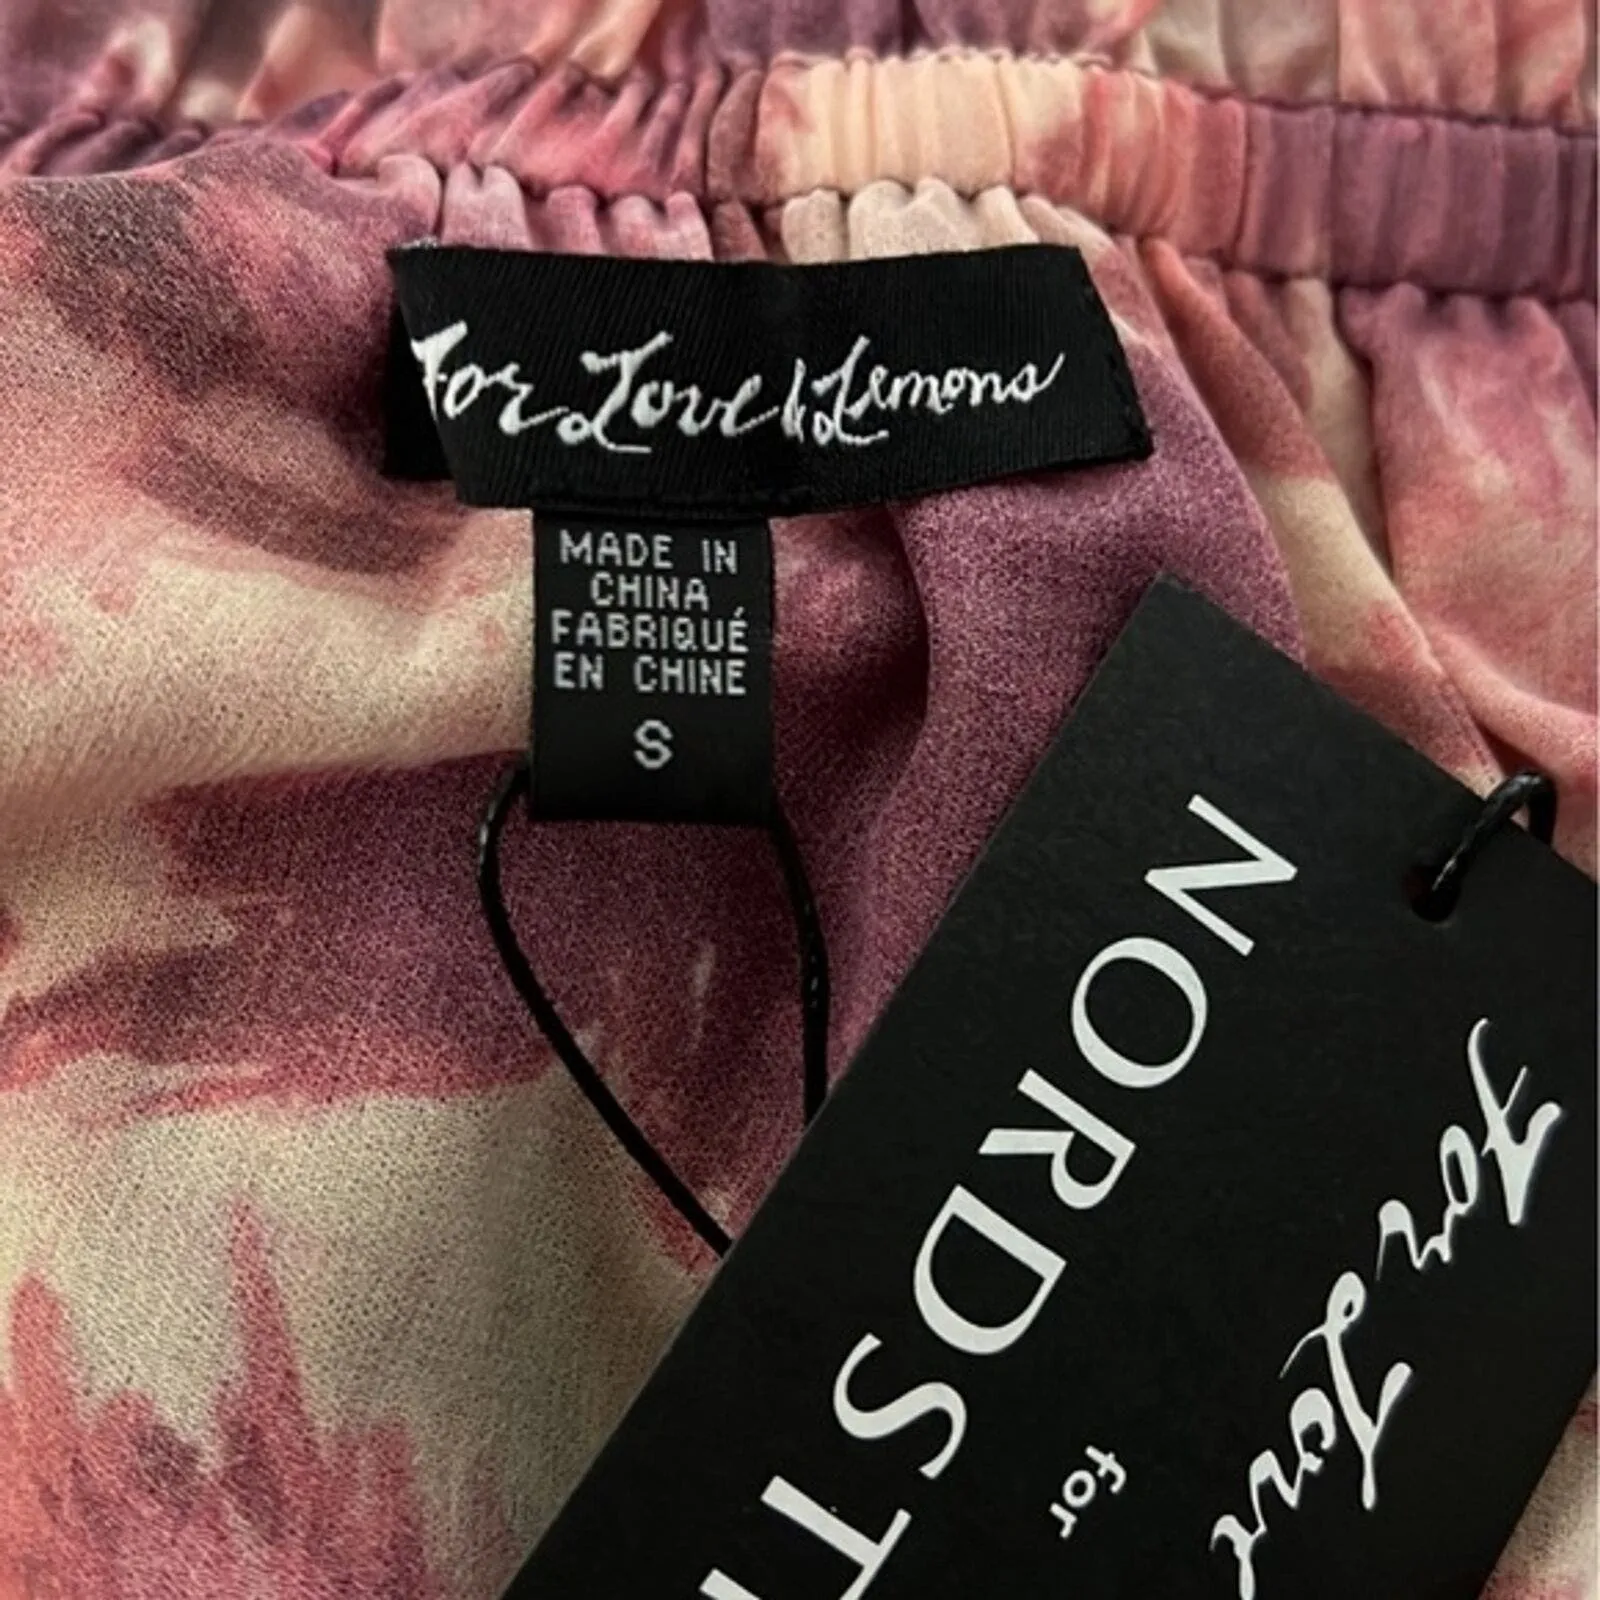 For Love & Lemons
MADE IN
CHINA
FABRIQUÉ
EN CHINE
S
NORDST
for
For Love